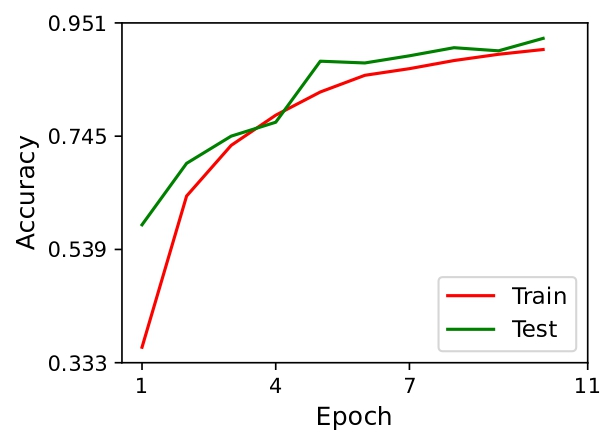 0.951
0.745
0.539
0.333
Accuracy
Train
Test
1 4 7 11
Epoch